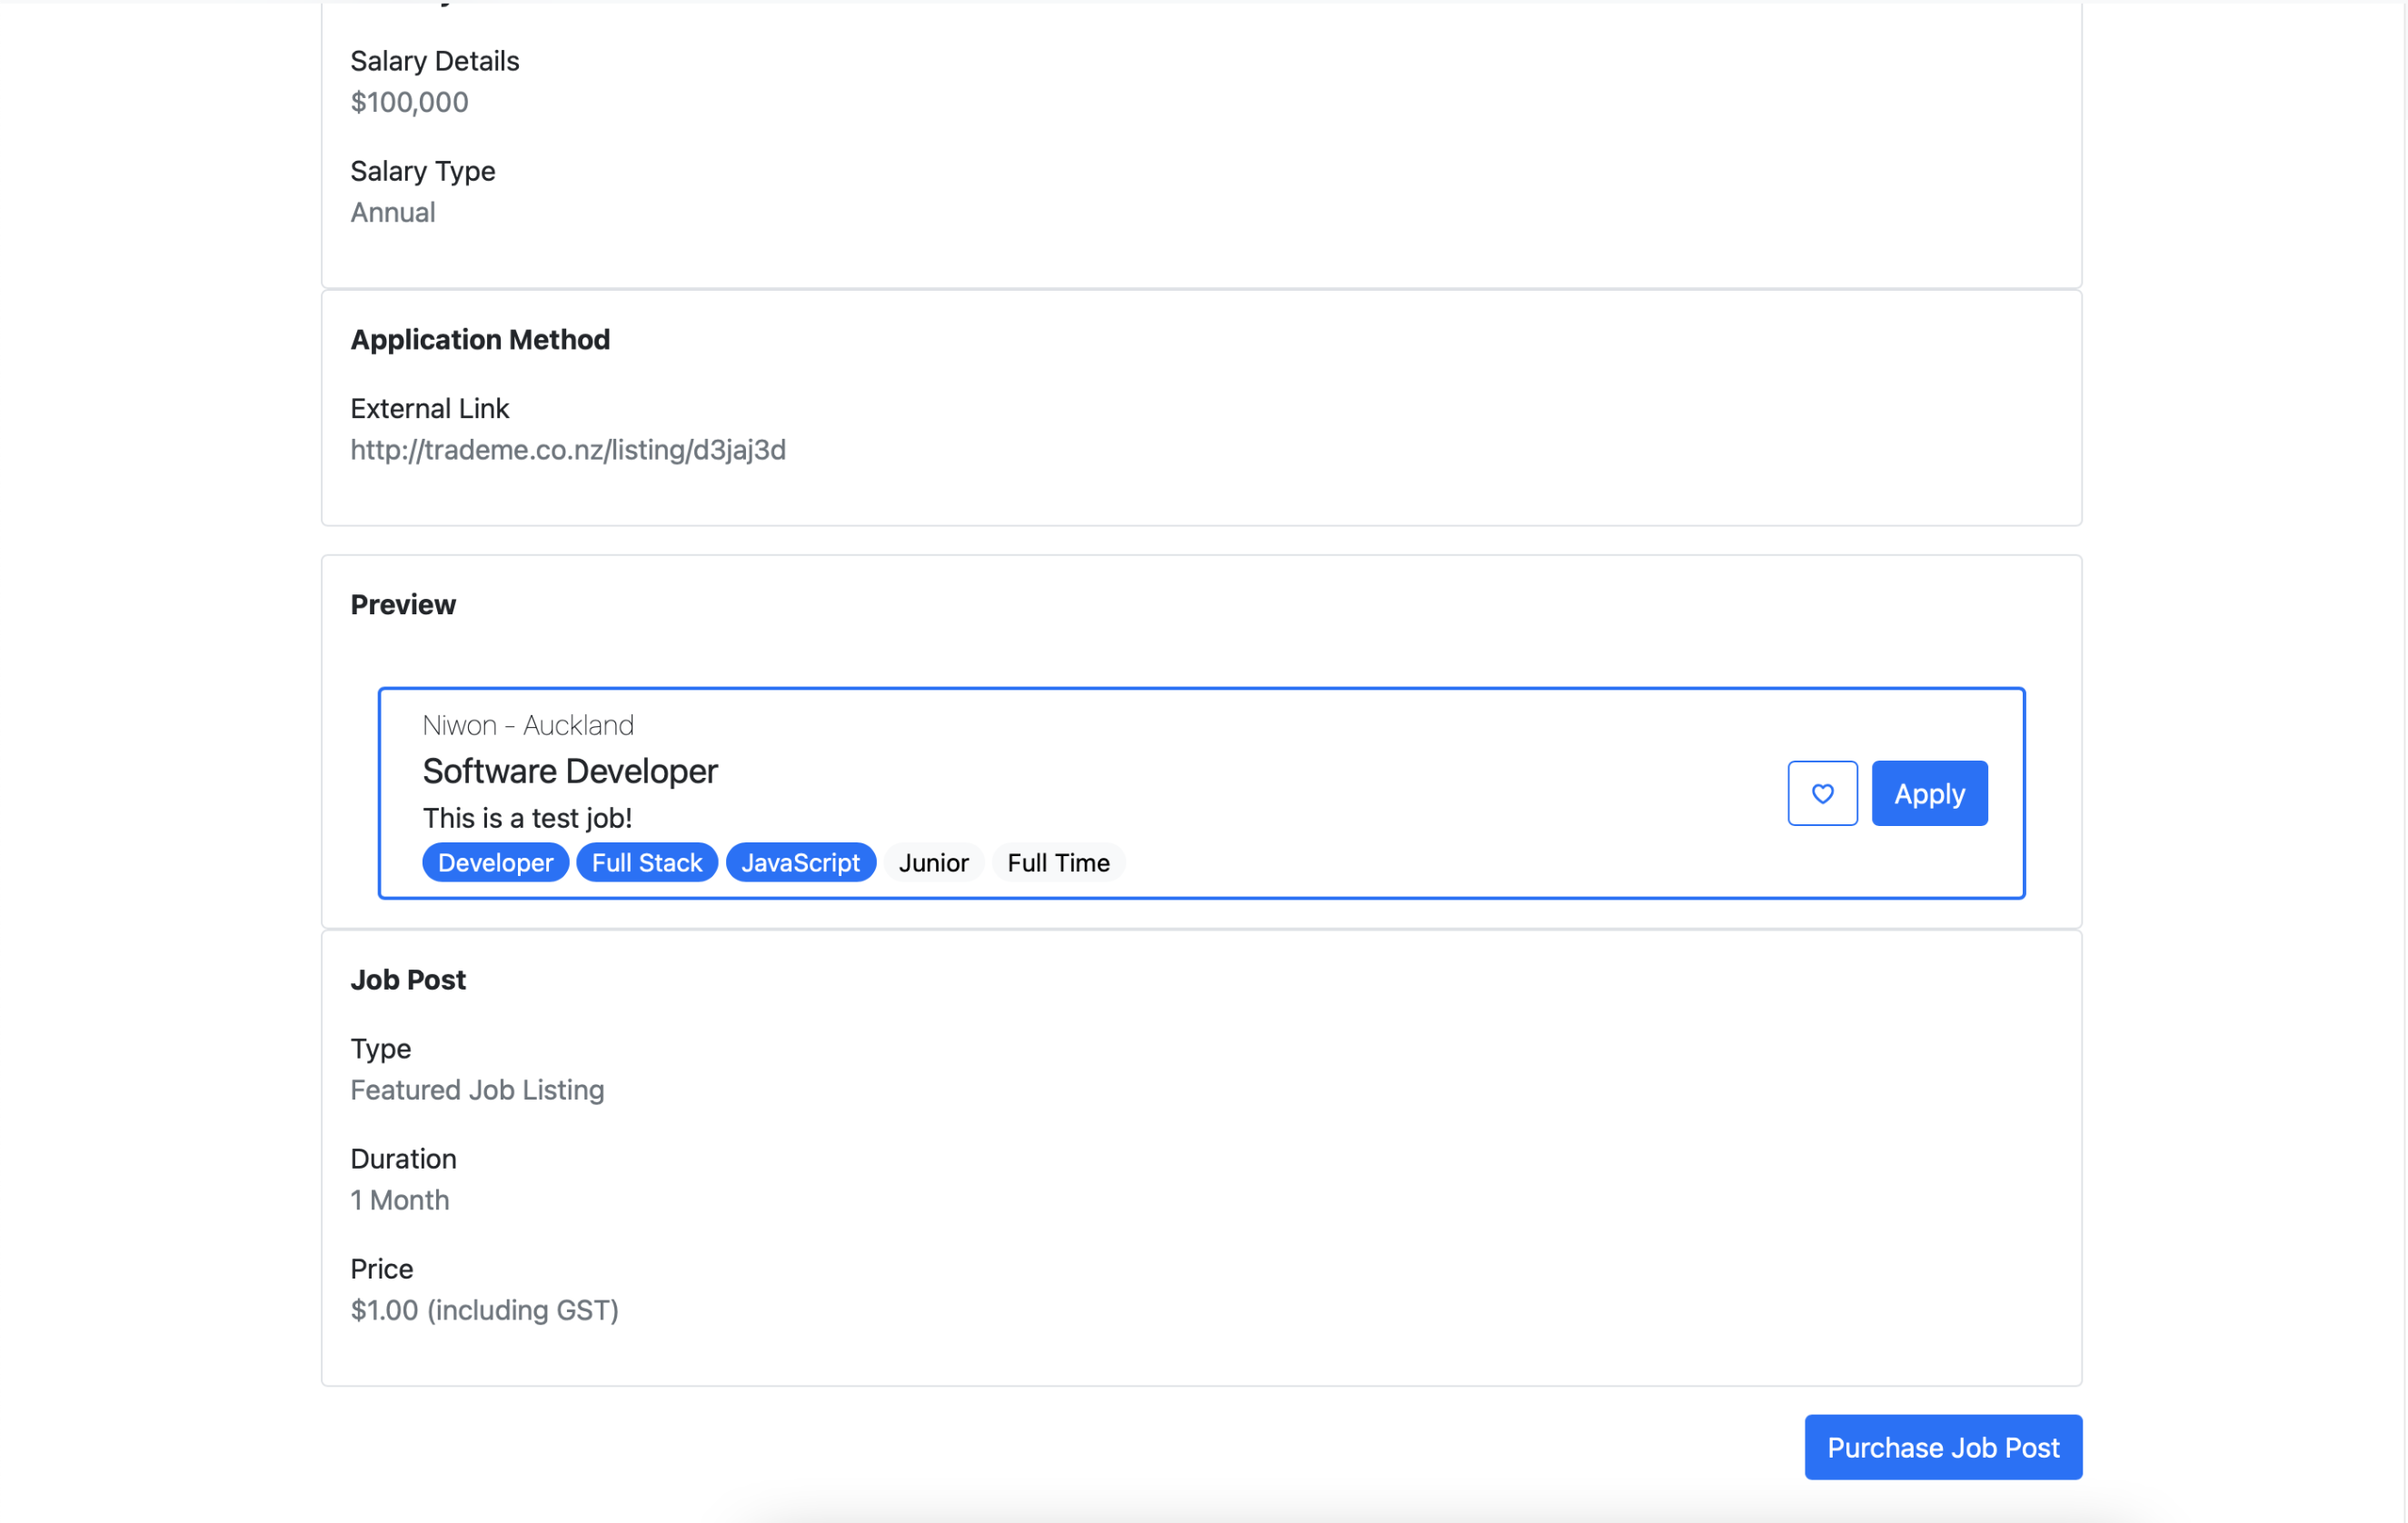 Salary Details
$100,000
Salary Type
Annual
Application Method
External Link
http://trademe.co.nz/listing/d3jaj3d
Preview
Niwon - Auckland
Software Developer
This is a test job!
Developer Full Stack JavaScript Junior Full Time
Apply
Job Post
Type
Featured Job Listing
Duration
1 Month
Price
$1.00 (including GST)
Purchase Job Post